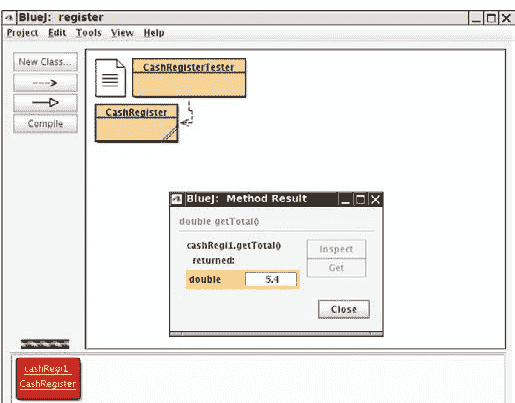 BlueJ: register
Project Edit Tools View Help
New Class...
Compile
CashRegisterTester
CashRegister
BlueJ: Method Result
double getTotal()
cashRegi1.getTotal()
returned:
double 5.4
Inspect
Get
Close
cashRegi1
CashRegister